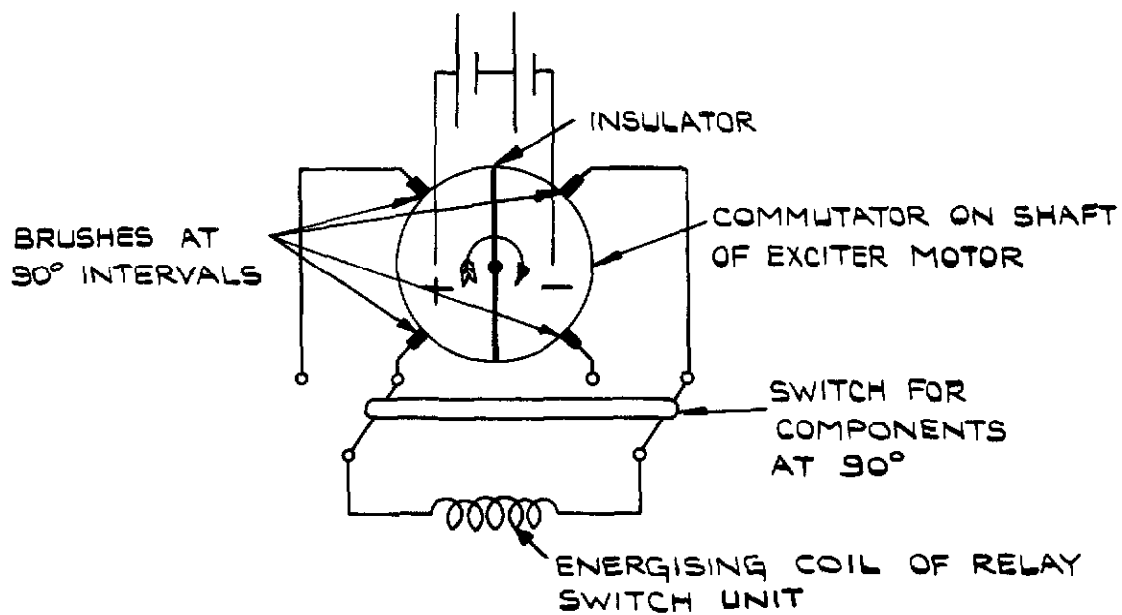 INSULATOR
BRUSHES AT
90° INTERVALS
COMMUTATOR ON SHAFT
OF EXCITER MOTOR
+
−
SWITCH FOR
COMPONENTS
AT 90°
ENERGISING COIL OF RELAY
SWITCH UNIT